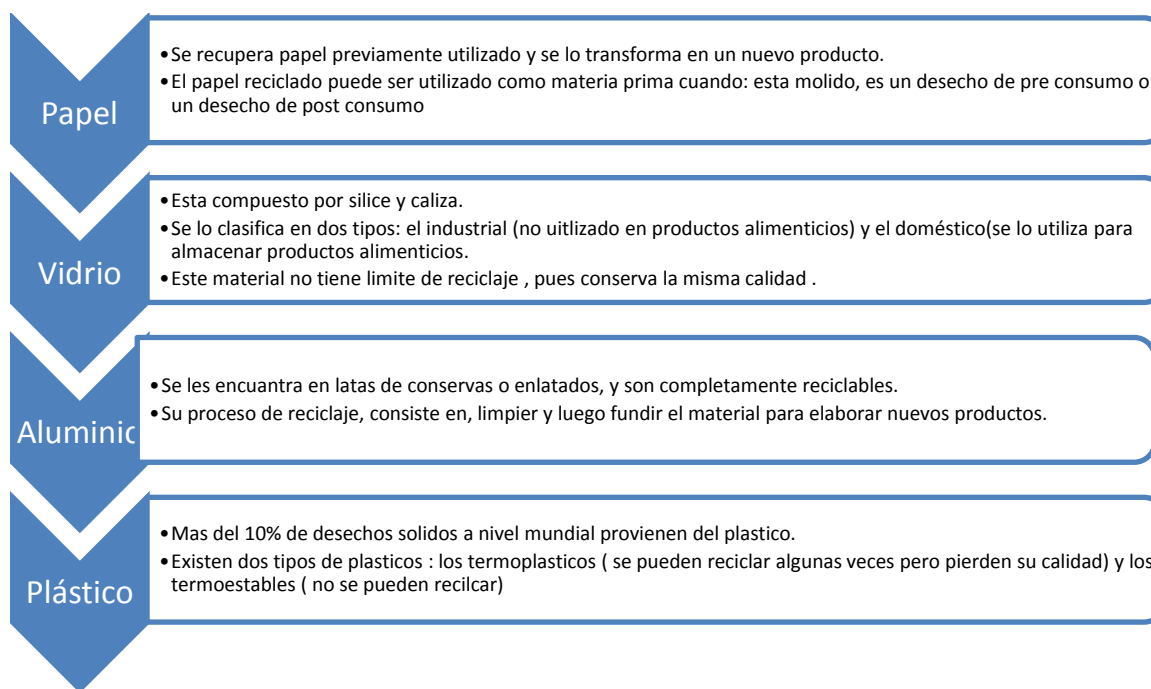 Papel
•Se recupera papel previamente utilizado y se lo transforma en un nuevo producto.
•El papel reciclado puede ser utilizado como materia prima cuando: esta molido, es un desecho de pre consumo o
un desecho de post consumo
Vidrio
•Esta compuesto por silice y caliza.
•Se lo clasifica en dos tipos: el industrial (no uitlizado en productos alimenticios) y el doméstico(se lo utiliza para
almacenar productos alimenticios.
•Este material no tiene limite de reciclaje , pues conserva la misma calidad .
Aluminio
•Se les encuantra en latas de conservas o enlatados, y son completamente reciclables.
•Su proceso de reciclaje, consiste en, limpier y luego fundir el material para elaborar nuevos productos.
Plástico
•Mas del 10% de desechos solidos a nivel mundial provienen del plastico.
•Existen dos tipos de plasticos : los termoplasticos ( se pueden reciclar algunas veces pero pierden su calidad) y los
termoestables ( no se pueden recilcar)